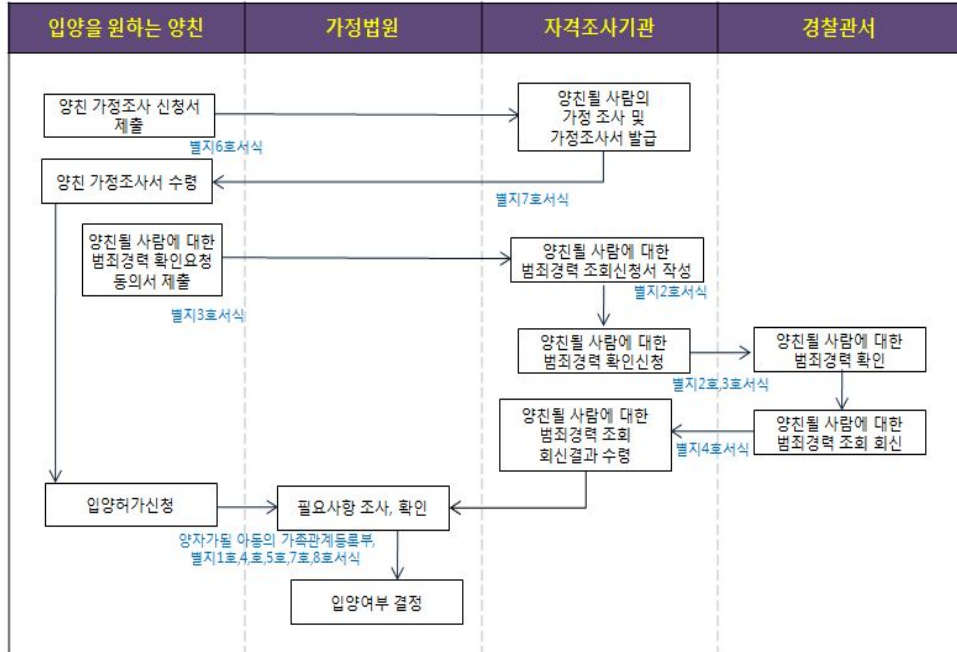 입양을 원하는 양친
가정법원
자격조사기관
경찰관서
양친 가정조사 신청서
제출
별지6호서식
양친될 사람의
가정 조사 및
가정조사서 발급
양친 가정조사서 수령
별지7호서식
양친될 사람에 대한
범죄경력 확인요청
동의서 제출
별지3호서식
양친될 사람에 대한
범죄경력 조회신청서 작성
별지2호서식
양친될 사람에 대한
범죄경력 확인신청
별지2호,3호서식
양친될 사람에 대한
범죄경력 확인
양친될 사람에 대한
범죄경력 조회
회신결과 수령
별지4호서식
양친될 사람에 대한
범죄경력 조회 회신
입양허가신청
필요사항 조사, 확인
양자가될 아동의 가족관계등록부,
별지1호,4,호,5호,7호,8호서식
입양여부 결정